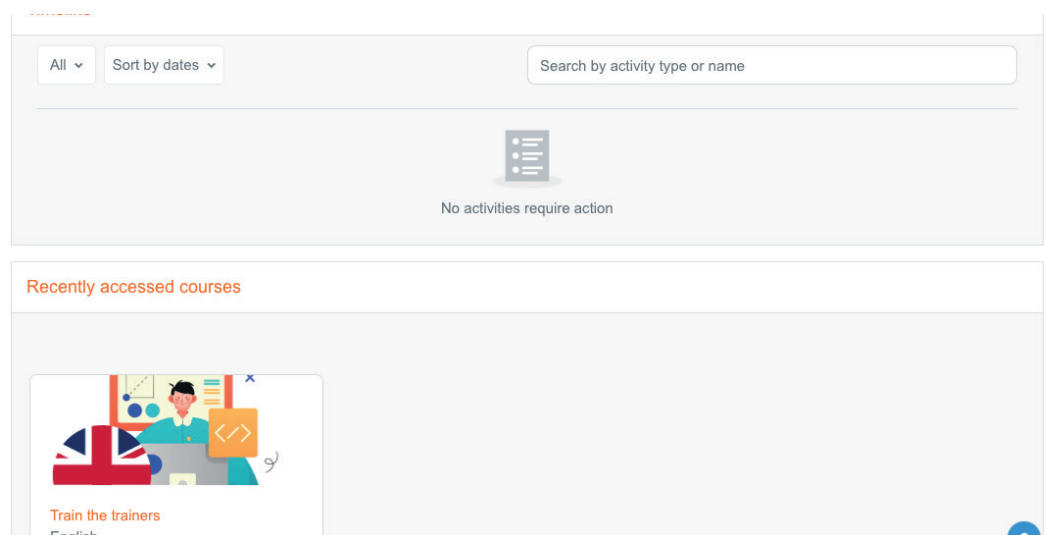 All
Sort by dates
Search by activity type or name
No activities require action
Recently accessed courses
Train the trainers
English